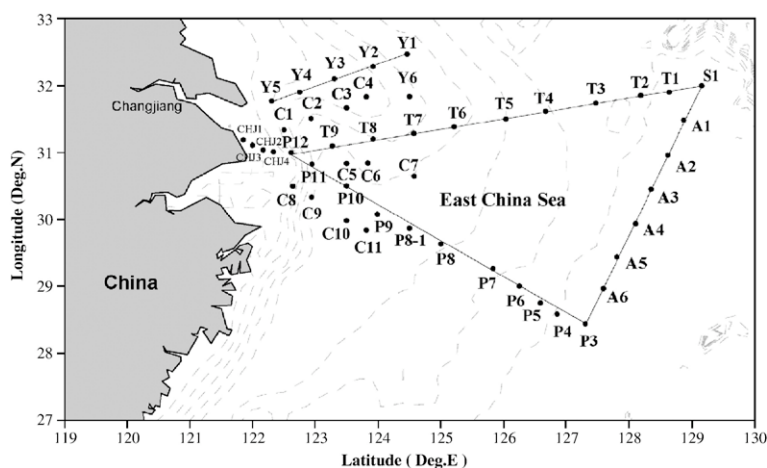 33
32
31
30
29
28
27
Longitude (Deg.N)
119
120
121
122
123
124
125
126
127
128
129
130
Latitude ( Deg.E )
Changjiang
China
East China Sea
Y1
Y2
Y3
Y4
Y5
Y6
C4
C3
C2
C1
S1
T1
T2
T3
T4
T5
T6
T7
T8
T9
CHJ1
CHJ2
CHJ3
CHJ4
P12
P11
C5
C6
C7
P10
C8
C9
C10
C11
P9
P8-1
P8
P7
P6
P5
P4
P3
A1
A2
A3
A4
A5
A6